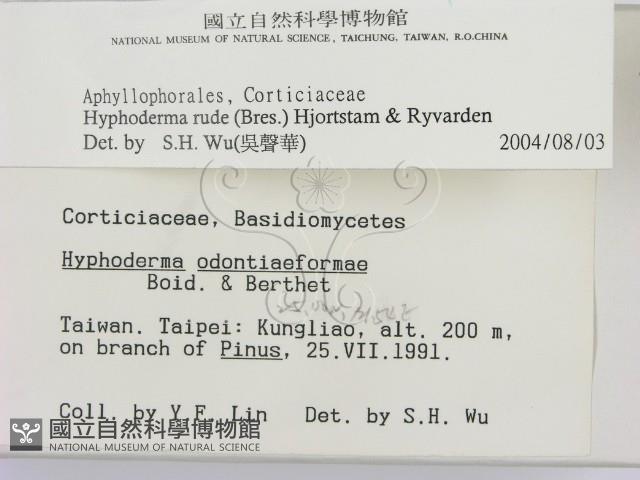 國立自然科學博物館
NATIONAL MUSEUM OF NATURAL SCIENCE, TAICHUNG, TAIWAN, R.O.CHINA
Aphyllophorales, Corticiaceae
Hyphoderma rude (Bres.) Hjortstam & Ryvarden
Det. by S.H. Wu(吳聲華) 2004/08/03
Corticiaceae, Basidiomycetes
Hyphoderma odontiaeformae
Boid. & Berthet
Taiwan. Taipei: Kungliao, alt. 200 m,
on branch of Pinus, 25.VII.1991.
Coll. by Y.F. Lin Det. by S.H. Wu
國立自然科學博物館
NATIONAL MUSEUM OF NATURAL SCIENCE